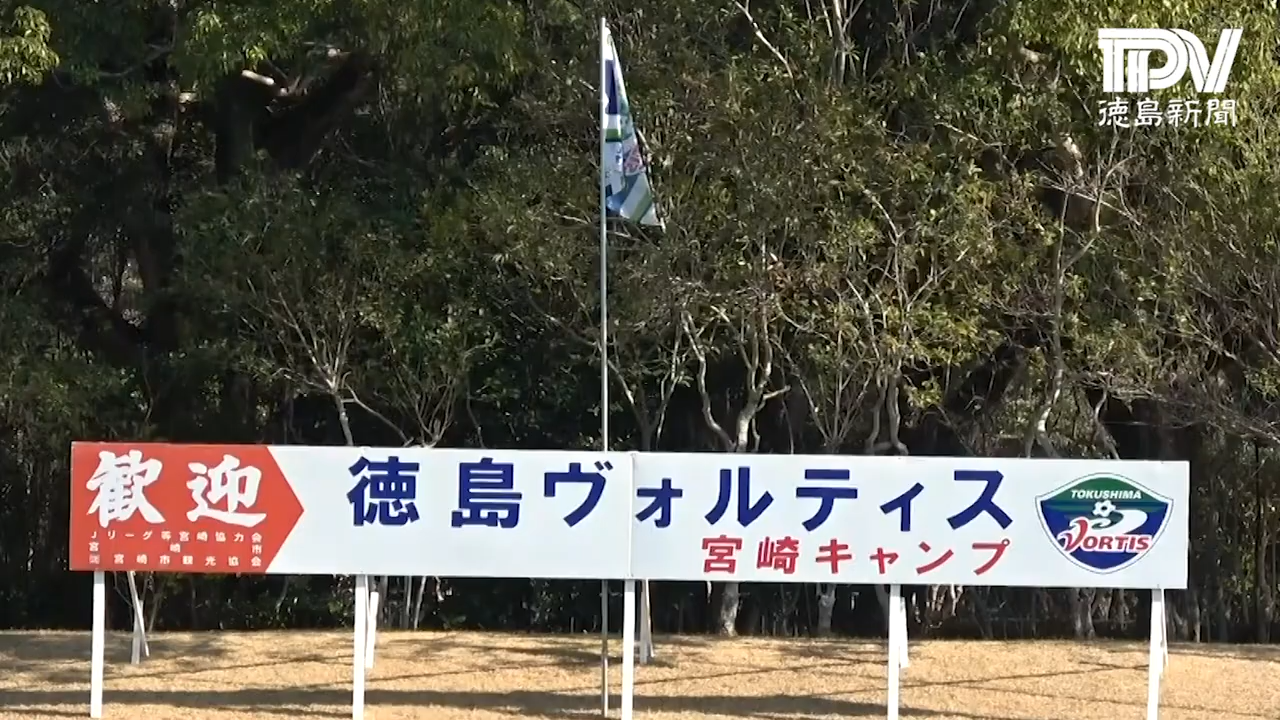 TPV
徳島新聞
歓迎
Jリーグ等宮崎協力会
宮崎市
宮崎市観光協会
徳島ヴォルティス
宮崎キャンプ
TOKUSHIMA
VORTIS